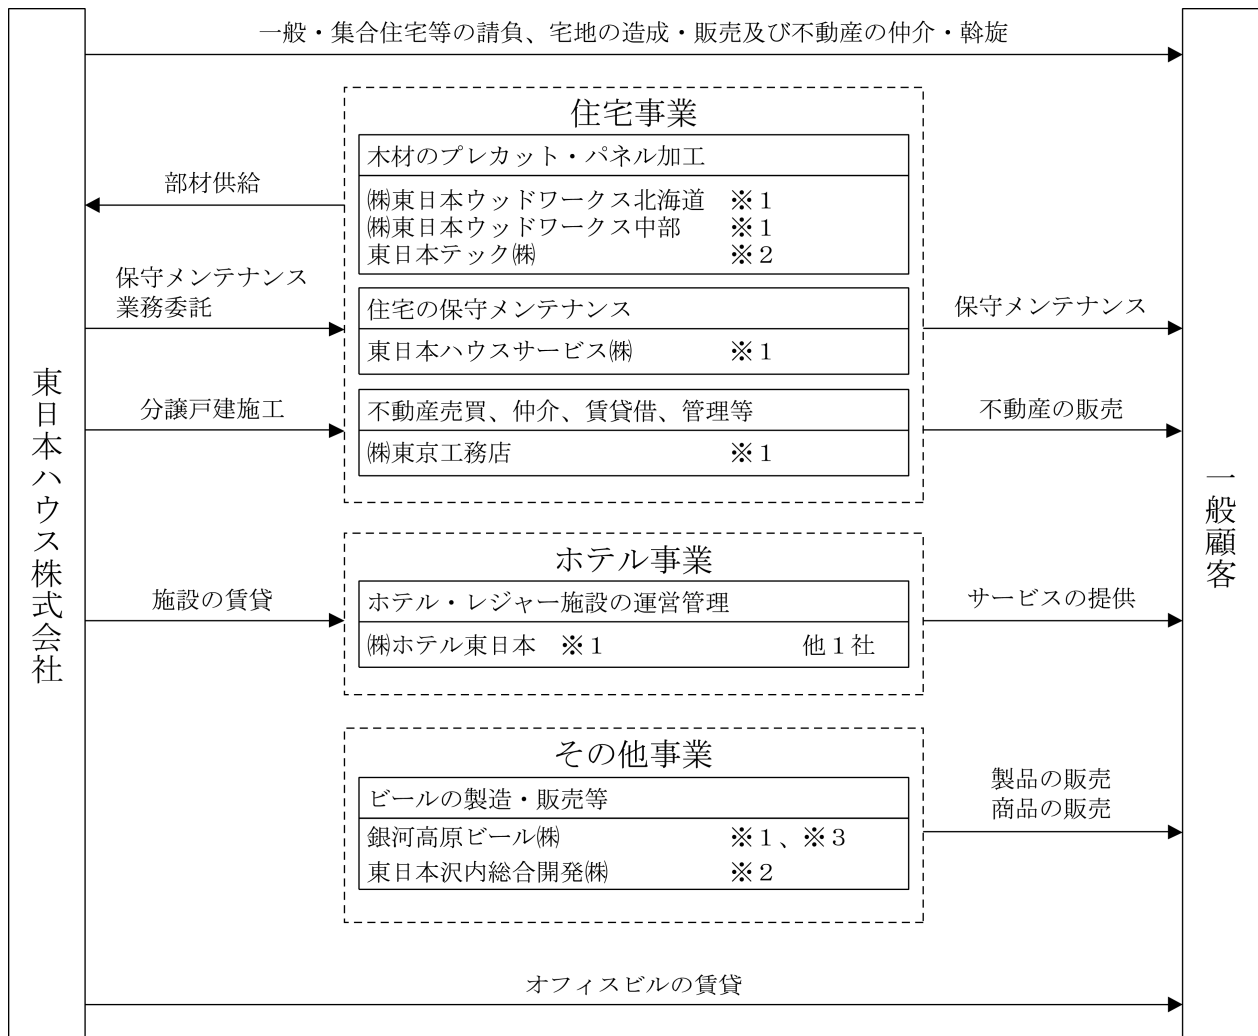 一般・集合住宅等の請負、宅地の造成・販売及び不動産の仲介・斡旋
東日本ハウス株式会社
住宅事業
木材のプレカット・パネル加工
部材供給
㈱東日本ウッドワークス北海道 ※1
㈱東日本ウッドワークス中部 ※1
東日本テック㈱ ※2
保守メンテナンス
業務委託
住宅の保守メンテナンス
東日本ハウスサービス㈱ ※1
保守メンテナンス
分譲戸建施工
不動産売買、仲介、賃貸借、管理等
㈱東京工務店 ※1
不動産の販売
ホテル事業
ホテル・レジャー施設の運営管理
施設の賃貸
㈱ホテル東日本 ※1 他1社
サービスの提供
その他事業
ビールの製造・販売等
銀河高原ビール㈱ ※1、※3
東日本沢内総合開発㈱ ※2
製品の販売
商品の販売
オフィスビルの賃貸
一般顧客